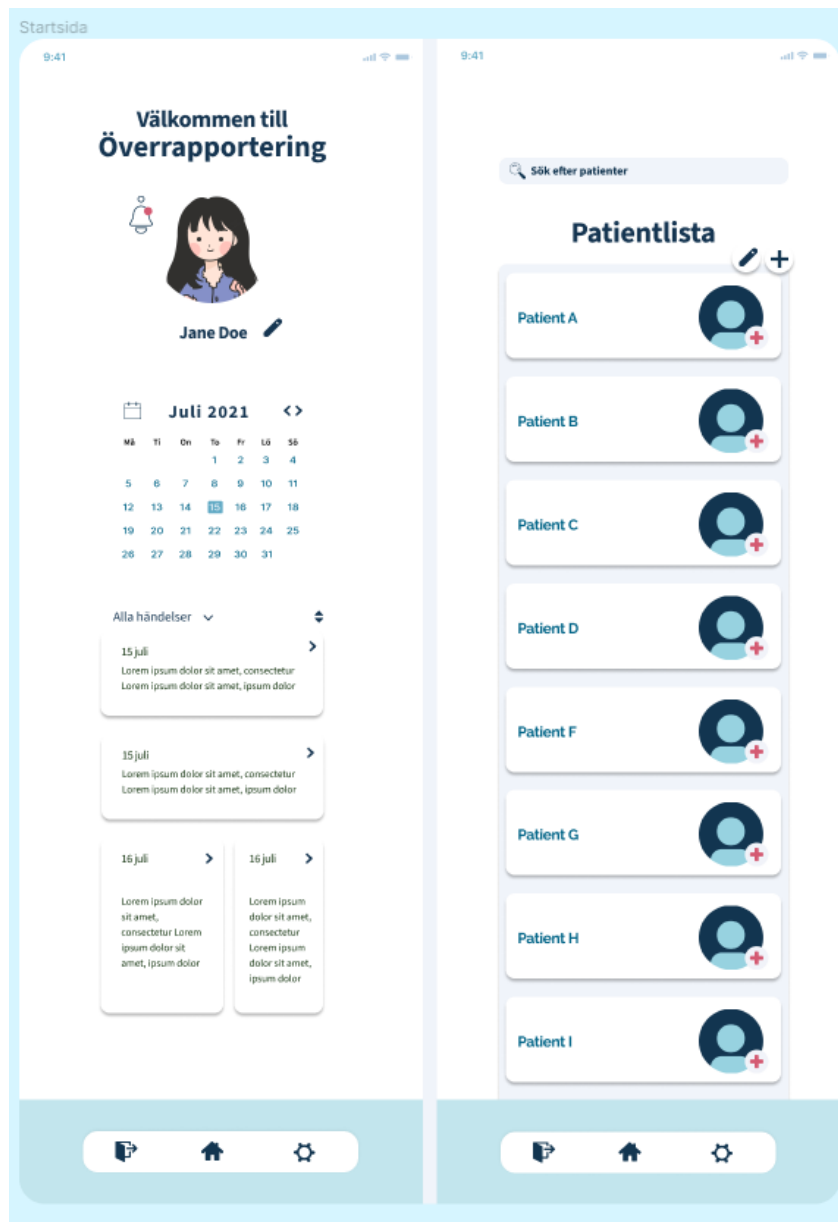 Startsida
9:41
Välkommen till
Överrapportering
Jane Doe
Juli 2021
Må Ti On To Fr Lö Sö
1 2 3 4
5 6 7 8 9 10 11
12 13 14 15 16 17 18
19 20 21 22 23 24 25
26 27 28 29 30 31
Alla händelser
15 juli
Lorem ipsum dolor sit amet, consectetur
Lorem ipsum dolor sit amet, ipsum dolor
15 juli
Lorem ipsum dolor sit amet, consectetur
Lorem ipsum dolor sit amet, ipsum dolor
16 juli
Lorem ipsum dolor
sit amet,
consectetur Lorem
ipsum dolor sit
amet, ipsum dolor
16 juli
Lorem ipsum
dolor sit amet,
consectetur
Lorem ipsum
dolor sit amet,
ipsum dolor
9:41
Sök efter patienter
Patientlista
Patient A
Patient B
Patient C
Patient D
Patient F
Patient G
Patient H
Patient I